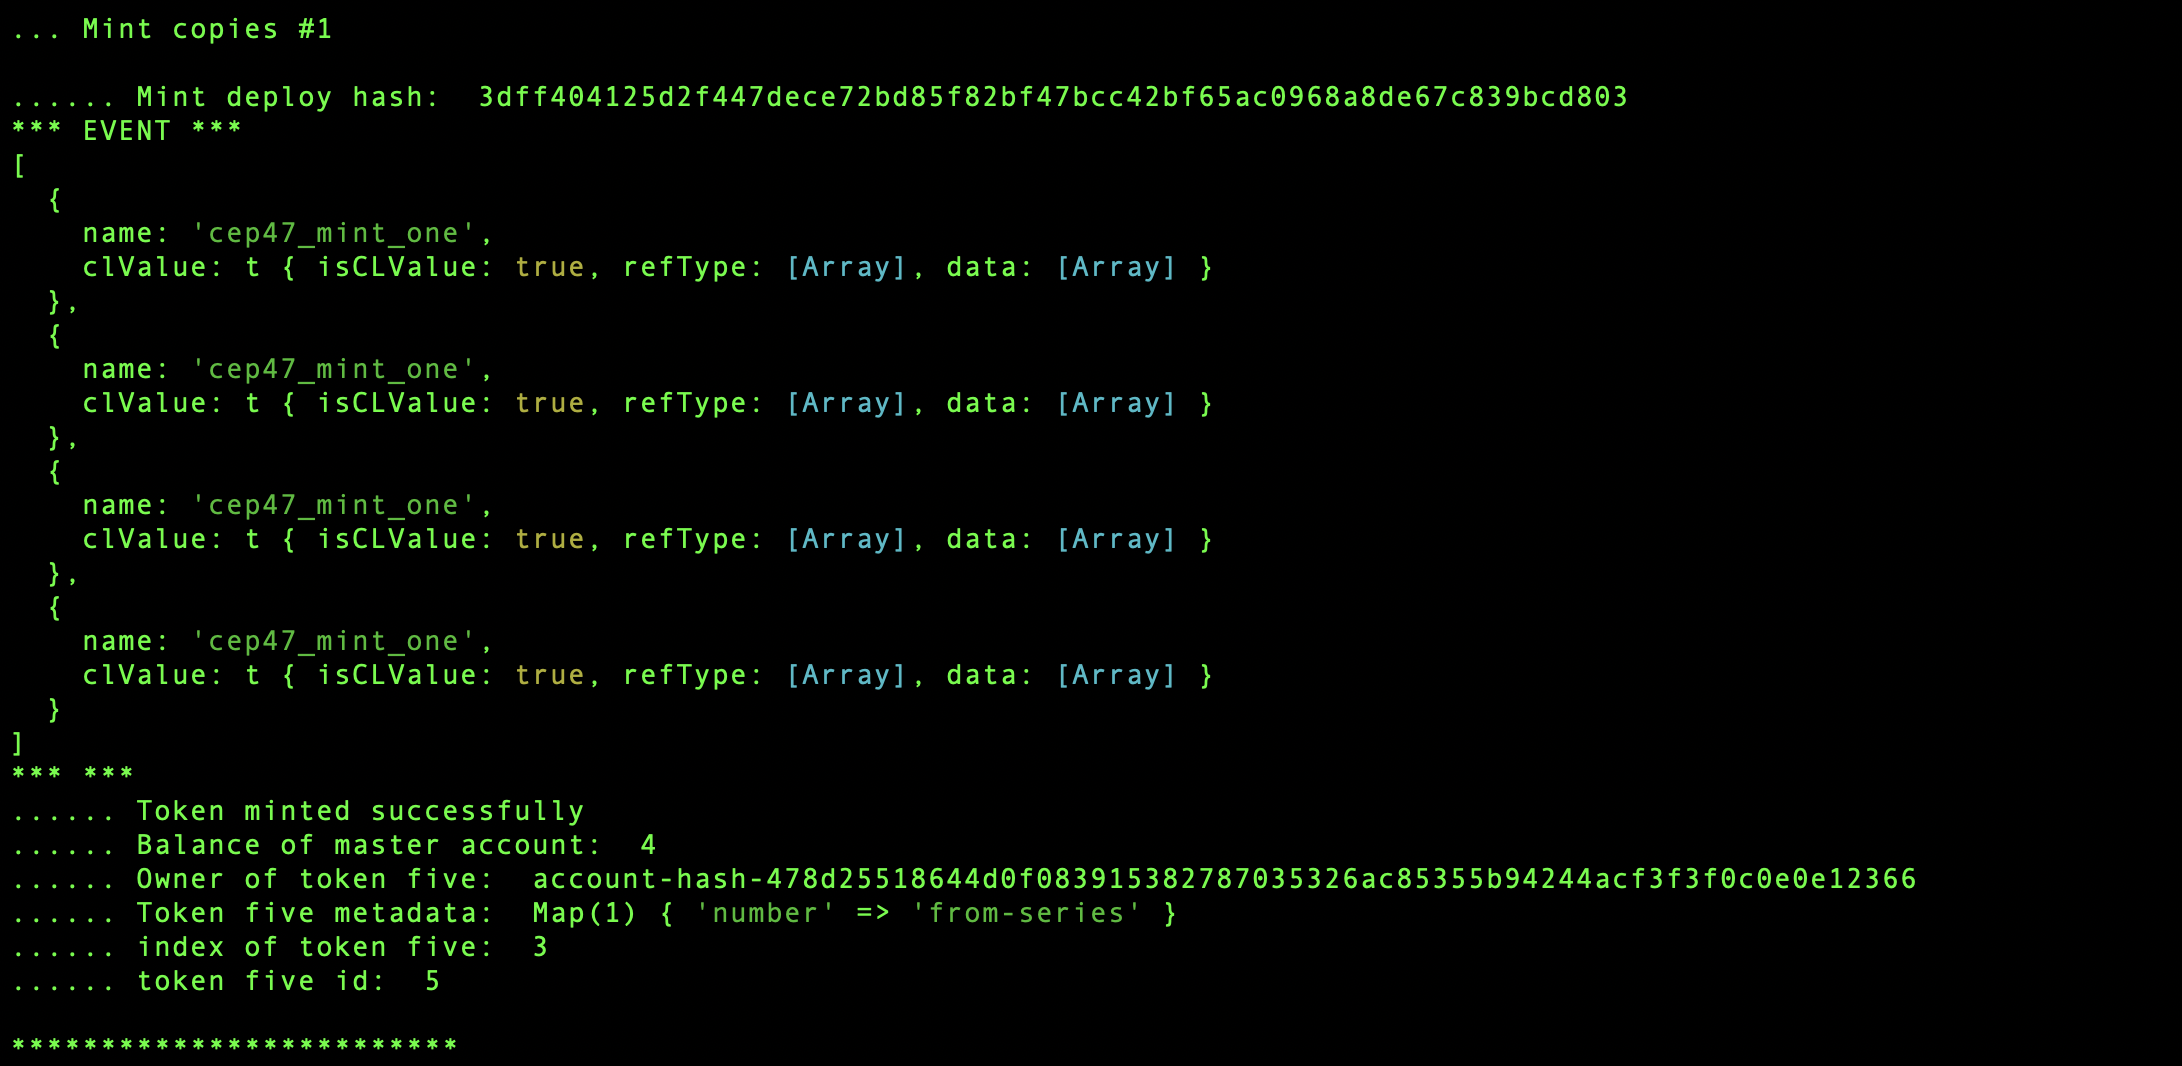 ... Mint copies #1
...... Mint deploy hash:  3dff404125d2f447dece72bd85f82bf47bcc42bf65ac0968a8de67c839bcd803
*** EVENT ***
[
  {
    name: 'cep47_mint_one',
    clValue: t { isCLValue: true, refType: [Array], data: [Array] }
  },
  {
    name: 'cep47_mint_one',
    clValue: t { isCLValue: true, refType: [Array], data: [Array] }
  },
  {
    name: 'cep47_mint_one',
    clValue: t { isCLValue: true, refType: [Array], data: [Array] }
  },
  {
    name: 'cep47_mint_one',
    clValue: t { isCLValue: true, refType: [Array], data: [Array] }
  }
]
*** ***
...... Token minted successfully
...... Balance of master account:  4
...... Owner of token five:  account-hash-478d25518644d0f083915382787035326ac85355b94244acf3f3f0c0e0e12366
...... Token five metadata:  Map(1) { 'number' => 'from-series' }
...... index of token five:  3
...... token five id:  5
*************************